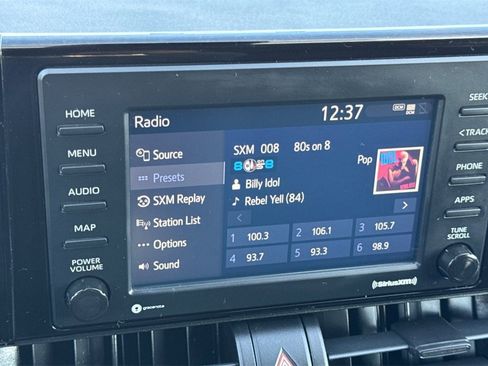 Radio
12:37
DCM
HOME
MENU
AUDIO
MAP
POWER
VOLUME
Source
Presets
SXM Replay
Station List
Options
Sound
SXM 008 80s on 8
Pop
Billy Idol
Rebel Yell (84)
1 100.3
2 106.1
3 105.7
4 93.7
5 93.3
6 98.9
SEEK
< TRACK
PHONE
APPS
TUNE
SCROLL
gracenote
SiriusXM